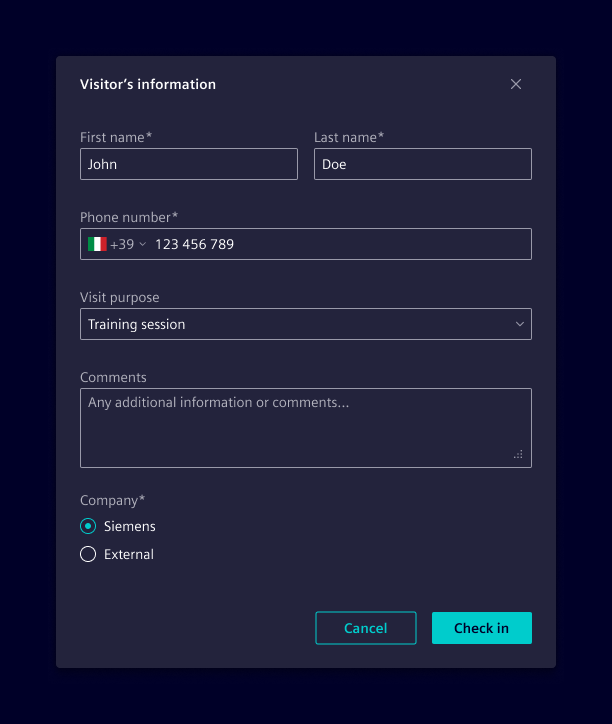 Visitor’s information
First name*
Last name*
John
Doe
Phone number*
+39 123 456 789
Visit purpose
Training session
Comments
Any additional information or comments...
Company*
Siemens
External
Cancel
Check in